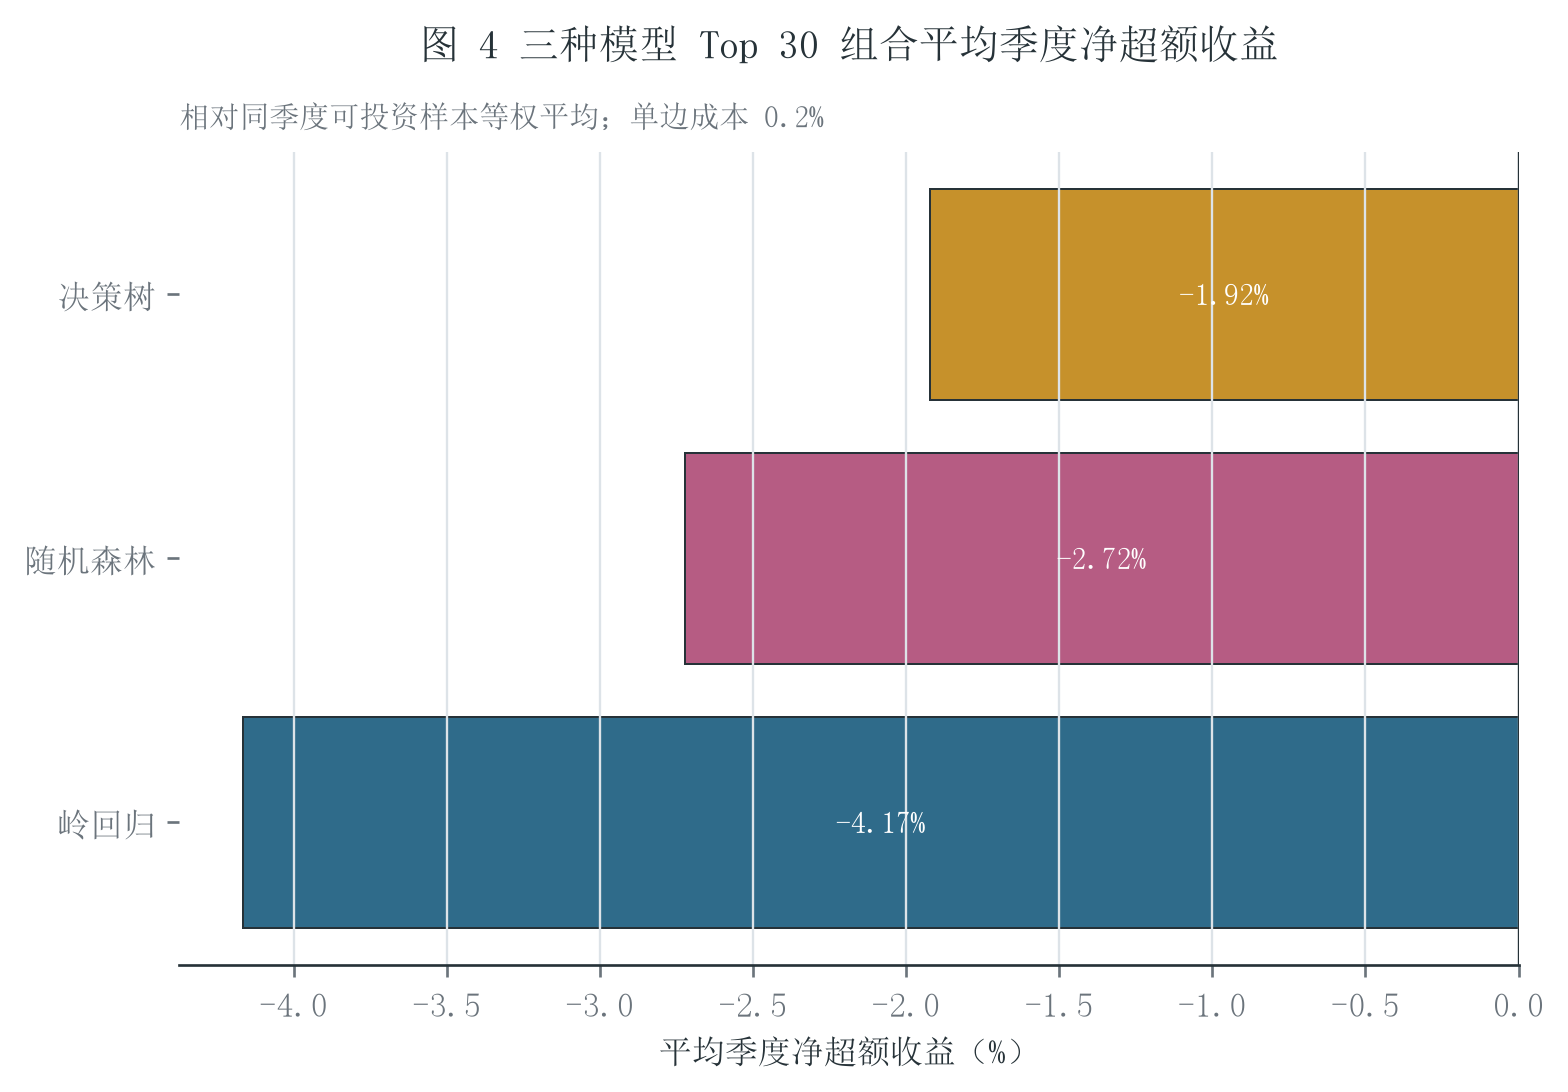 图 4 三种模型 Top 30 组合平均季度净超额收益
相对同季度可投资样本等权平均；单边成本 0.2%
决策树
-1.92%
随机森林
-2.72%
岭回归
-4.17%
-4.0 -3.5 -3.0 -2.5 -2.0 -1.5 -1.0 -0.5 0.0
平均季度净超额收益（%）